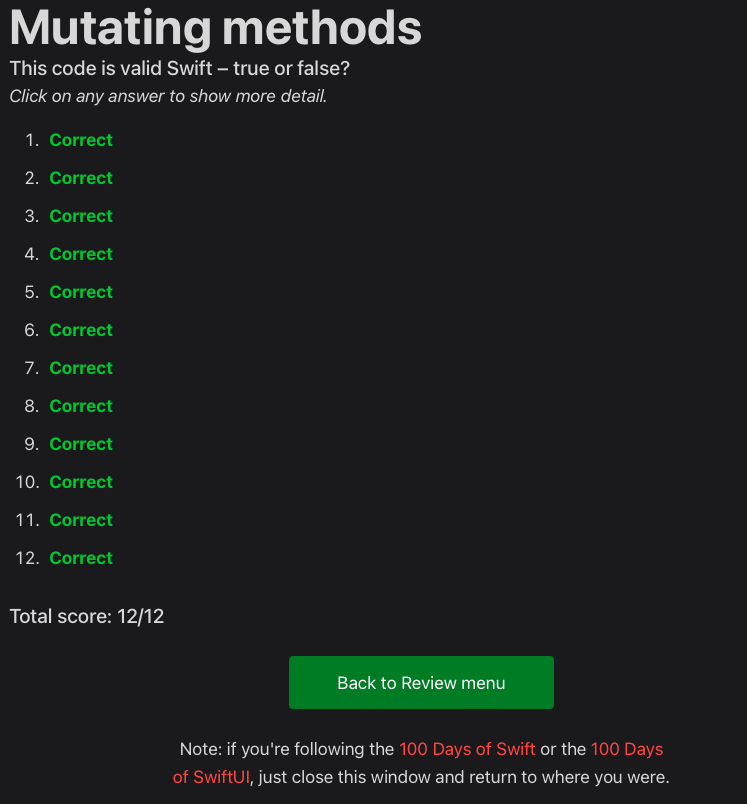 Mutating methods
This code is valid Swift – true or false?
Click on any answer to show more detail.
1. Correct
2. Correct
3. Correct
4. Correct
5. Correct
6. Correct
7. Correct
8. Correct
9. Correct
10. Correct
11. Correct
12. Correct
Total score: 12/12
Back to Review menu
Note: if you're following the 100 Days of Swift or the 100 Days
of SwiftUI, just close this window and return to where you were.